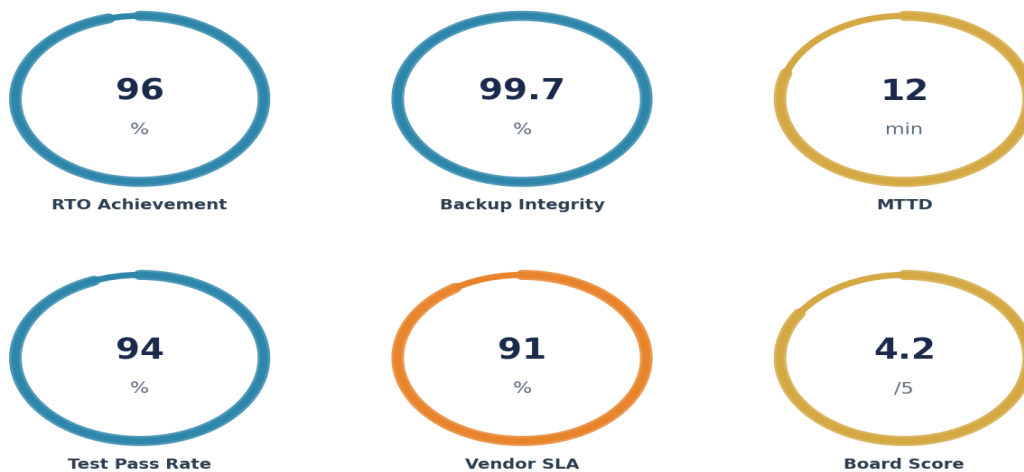 96
%
RTO Achievement
99.7
%
Backup Integrity
12
min
MTTD
94
%
Test Pass Rate
91
%
Vendor SLA
4.2
/5
Board Score